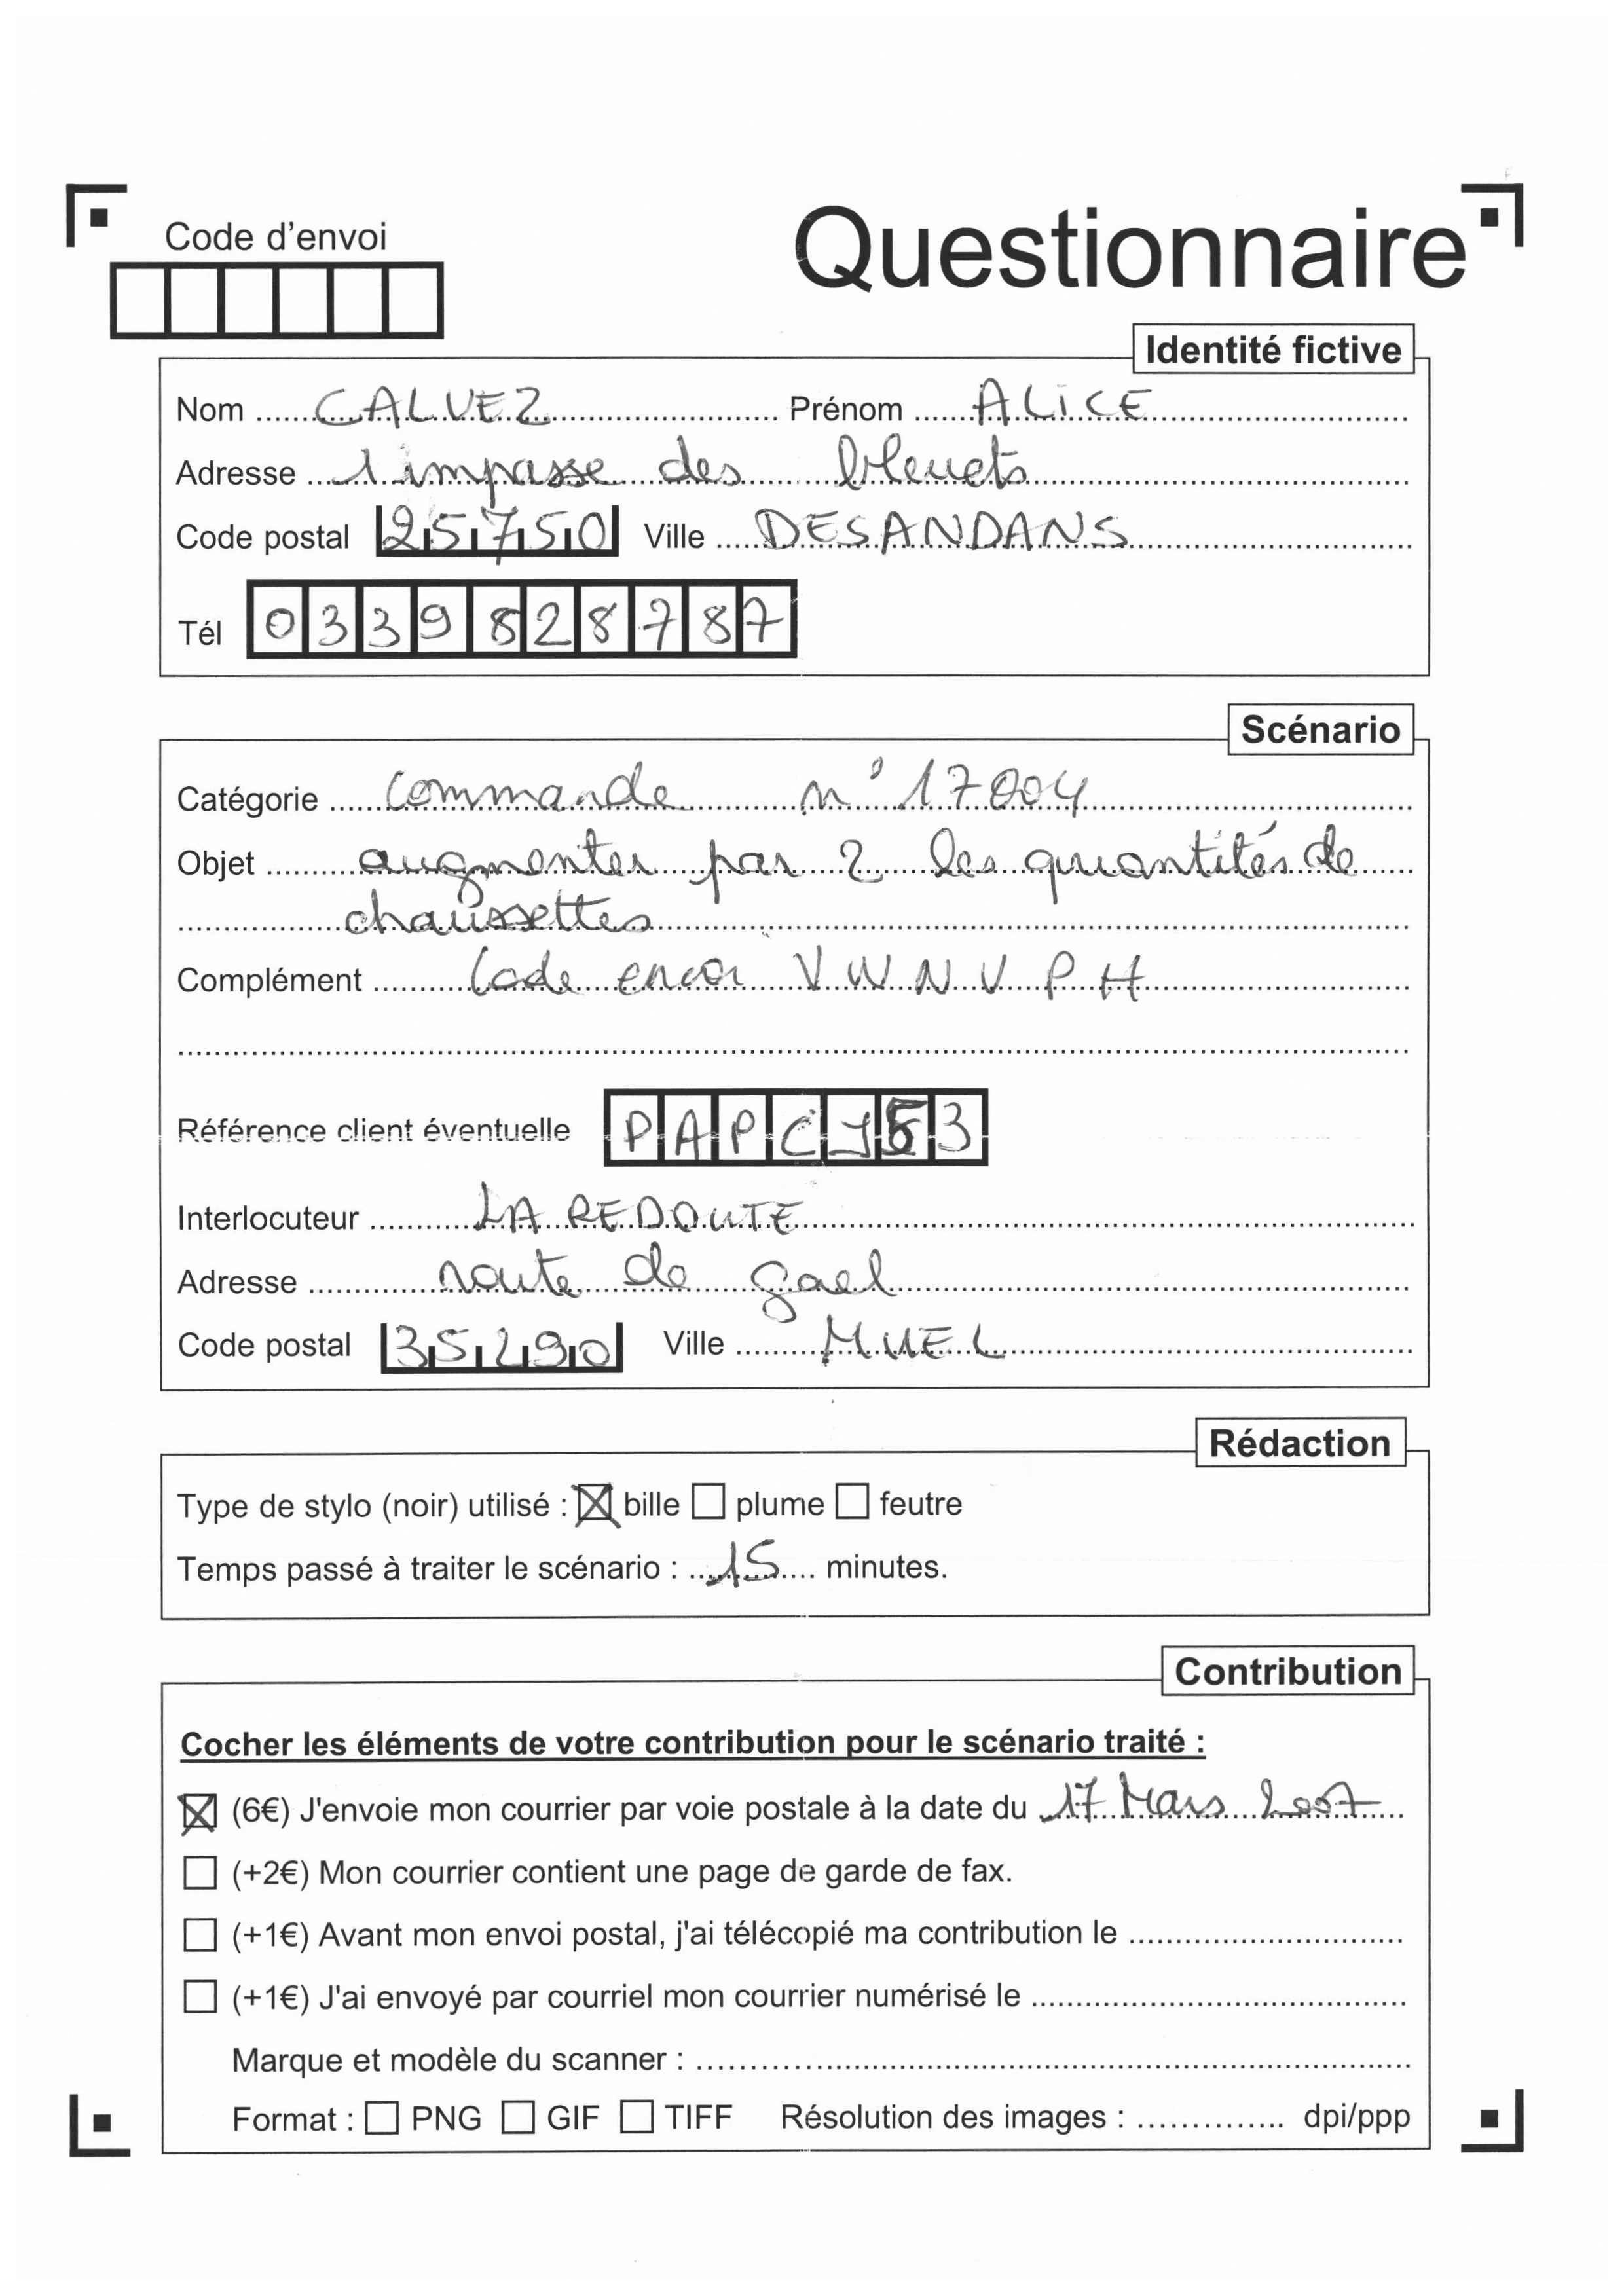 Code d'envoi
Questionnaire
Identité fictive
Nom CALVEZ Prénom ALICE
Adresse 1 impasse des bleuets
Code postal 25750 Ville DESANDANS
Tél 0339828787
Scénario
Catégorie Commande n° 17004
Objet augmenter par 2 les quantités de
chaussettes
Complément Code envoi VWNVPH
Référence client éventuelle PAPCJ53
Interlocuteur LA REDOUTE
Adresse route de gael
Code postal 35290 Ville MUEL
Rédaction
Type de stylo (noir) utilisé : bille plume feutre
Temps passé à traiter le scénario : 15 minutes.
Contribution
Cocher les éléments de votre contribution pour le scénario traité :
(6€) J'envoie mon courrier par voie postale à la date du 17 Mars 2007
(+2€) Mon courrier contient une page de garde de fax.
(+1€) Avant mon envoi postal, j'ai télécopié ma contribution le
(+1€) J'ai envoyé par courriel mon courrier numérisé le
Marque et modèle du scanner :
Format : PNG GIF TIFF Résolution des images : dpi/ppp